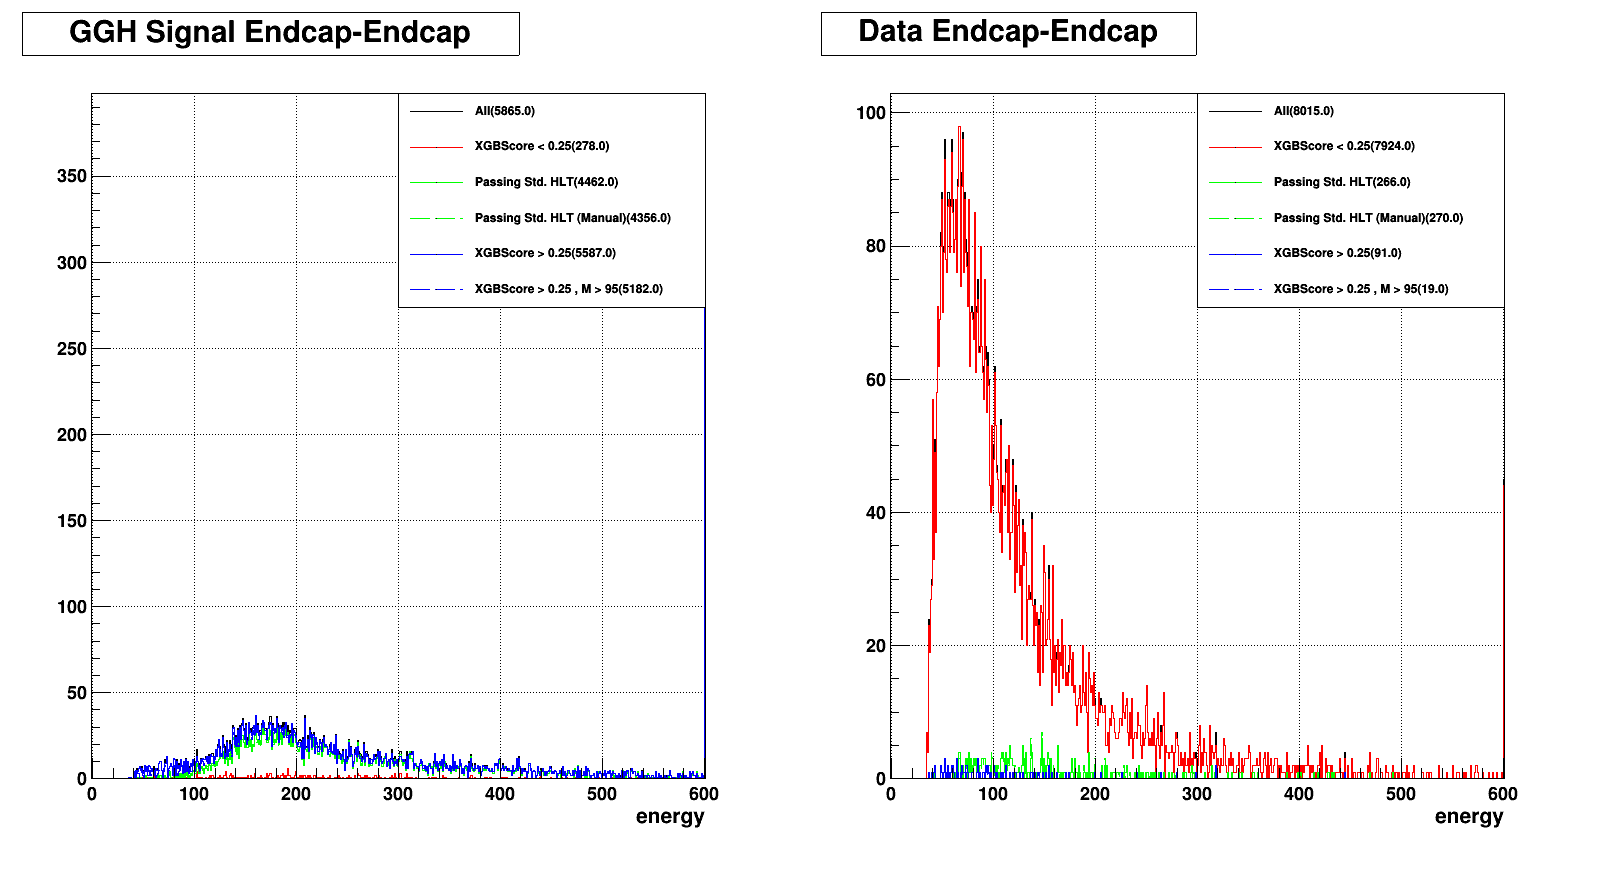 GGH Signal Endcap-Endcap
All(5865.0)
XGBScore < 0.25(278.0)
Passing Std. HLT(4462.0)
Passing Std. HLT (Manual)(4356.0)
XGBScore > 0.25(5587.0)
XGBScore > 0.25 , M > 95(5182.0)
350
300
250
200
150
100
50
0
0 100 200 300 400 500 600
energy
Data Endcap-Endcap
All(8015.0)
XGBScore < 0.25(7924.0)
Passing Std. HLT(266.0)
Passing Std. HLT (Manual)(270.0)
XGBScore > 0.25(91.0)
XGBScore > 0.25 , M > 95(19.0)
100
80
60
40
20
0
0 100 200 300 400 500 600
energy